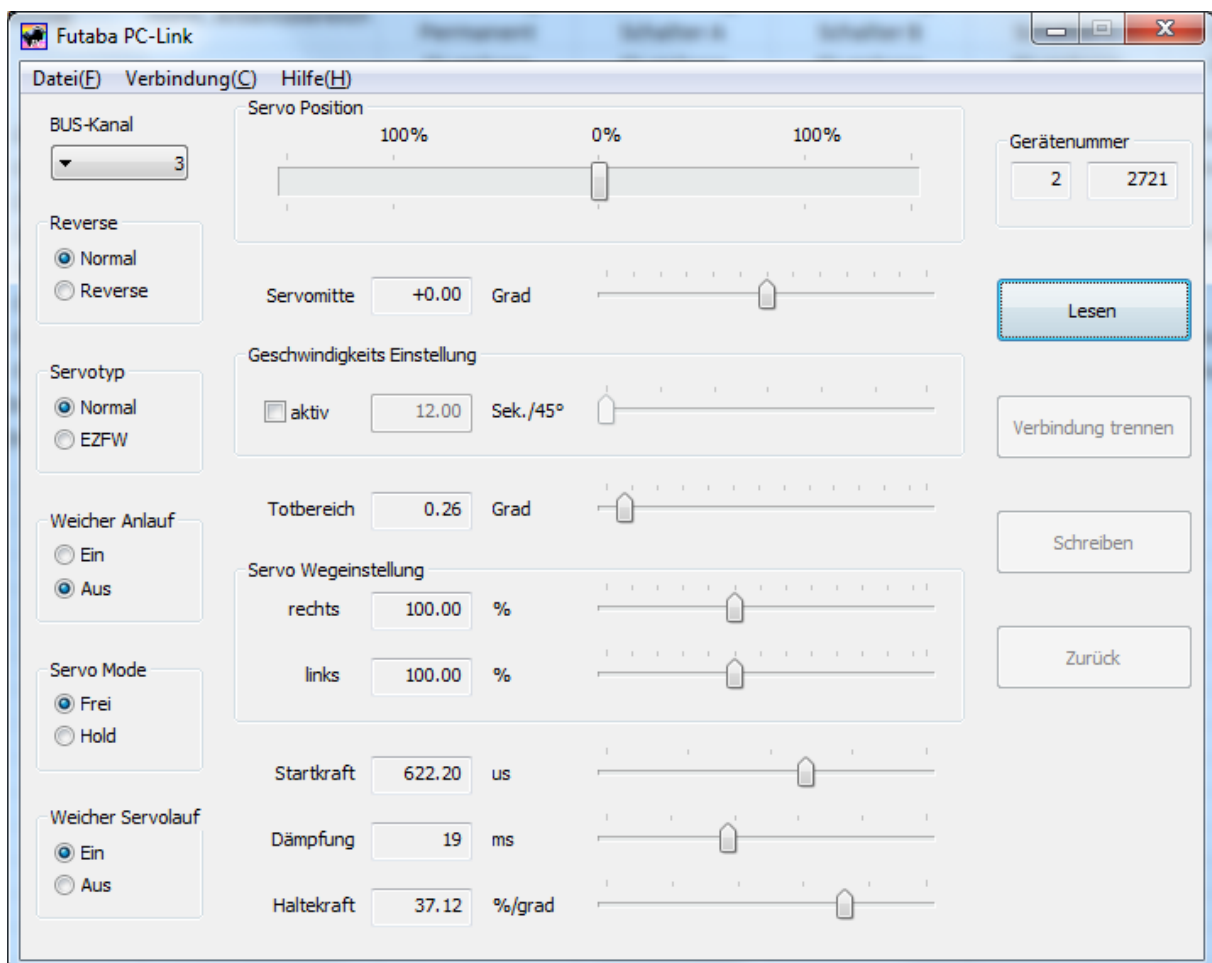 Futaba PC-Link
Datei(F) Verbindung(C) Hilfe(H)
BUS-Kanal
3
Reverse
Normal
Reverse
Servotyp
Normal
EZFW
Weicher Anlauf
Ein
Aus
Servo Mode
Frei
Hold
Weicher Servolauf
Ein
Aus
Servo Position
100% 0% 100%
Servomitte +0.00 Grad
Geschwindigkeits Einstellung
aktiv 12.00 Sek./45°
Totbereich 0.26 Grad
Servo Wegeinstellung
rechts 100.00 %
links 100.00 %
Startkraft 622.20 us
Dämpfung 19 ms
Haltekraft 37.12 %/grad
Gerätenummer
2 2721
Lesen
Verbindung trennen
Schreiben
Zurück